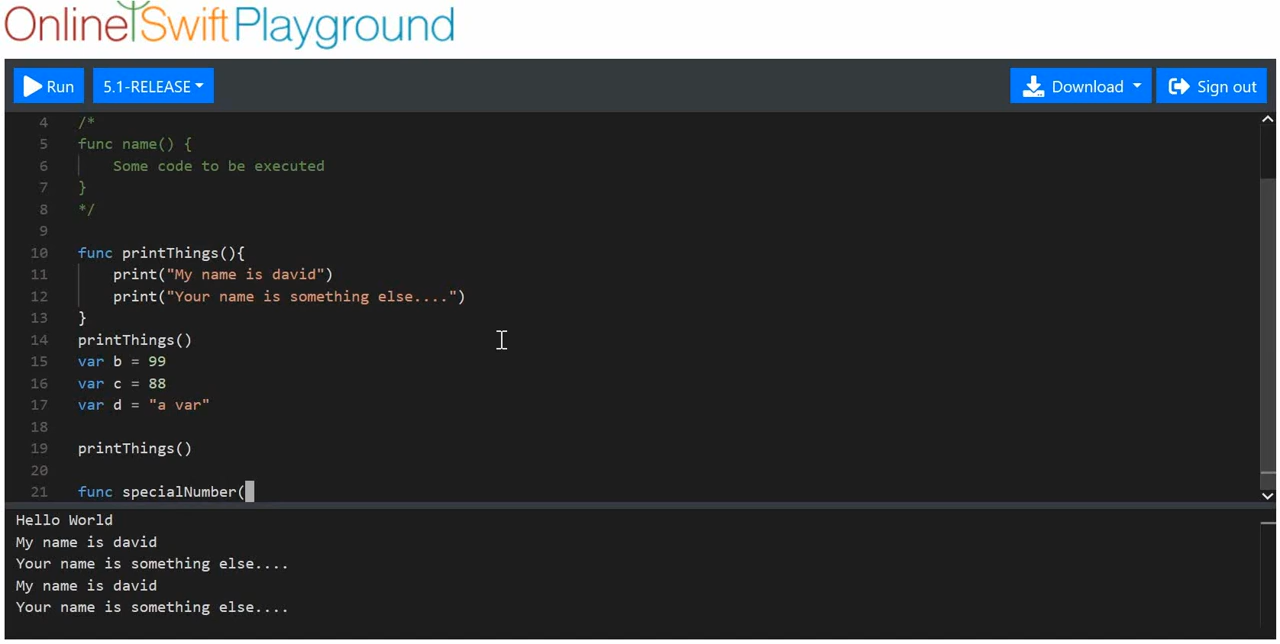 OnlineSwiftPlayground
Run 5.1-RELEASE Download Sign out
4 /*
5 func name() {
6 Some code to be executed
7 }
8 */
9
10 func printThings(){
11 print("My name is david")
12 print("Your name is something else....")
13 }
14 printThings()
15 var b = 99
16 var c = 88
17 var d = "a var"
18
19 printThings()
20
21 func specialNumber(
Hello World
My name is david
Your name is something else....
My name is david
Your name is something else....